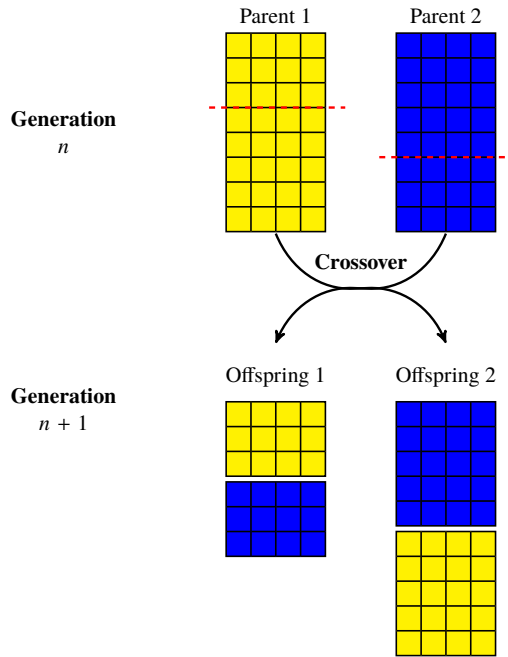 Parent 1
Parent 2
Generation
n
Crossover
Offspring 1
Offspring 2
Generation
n + 1